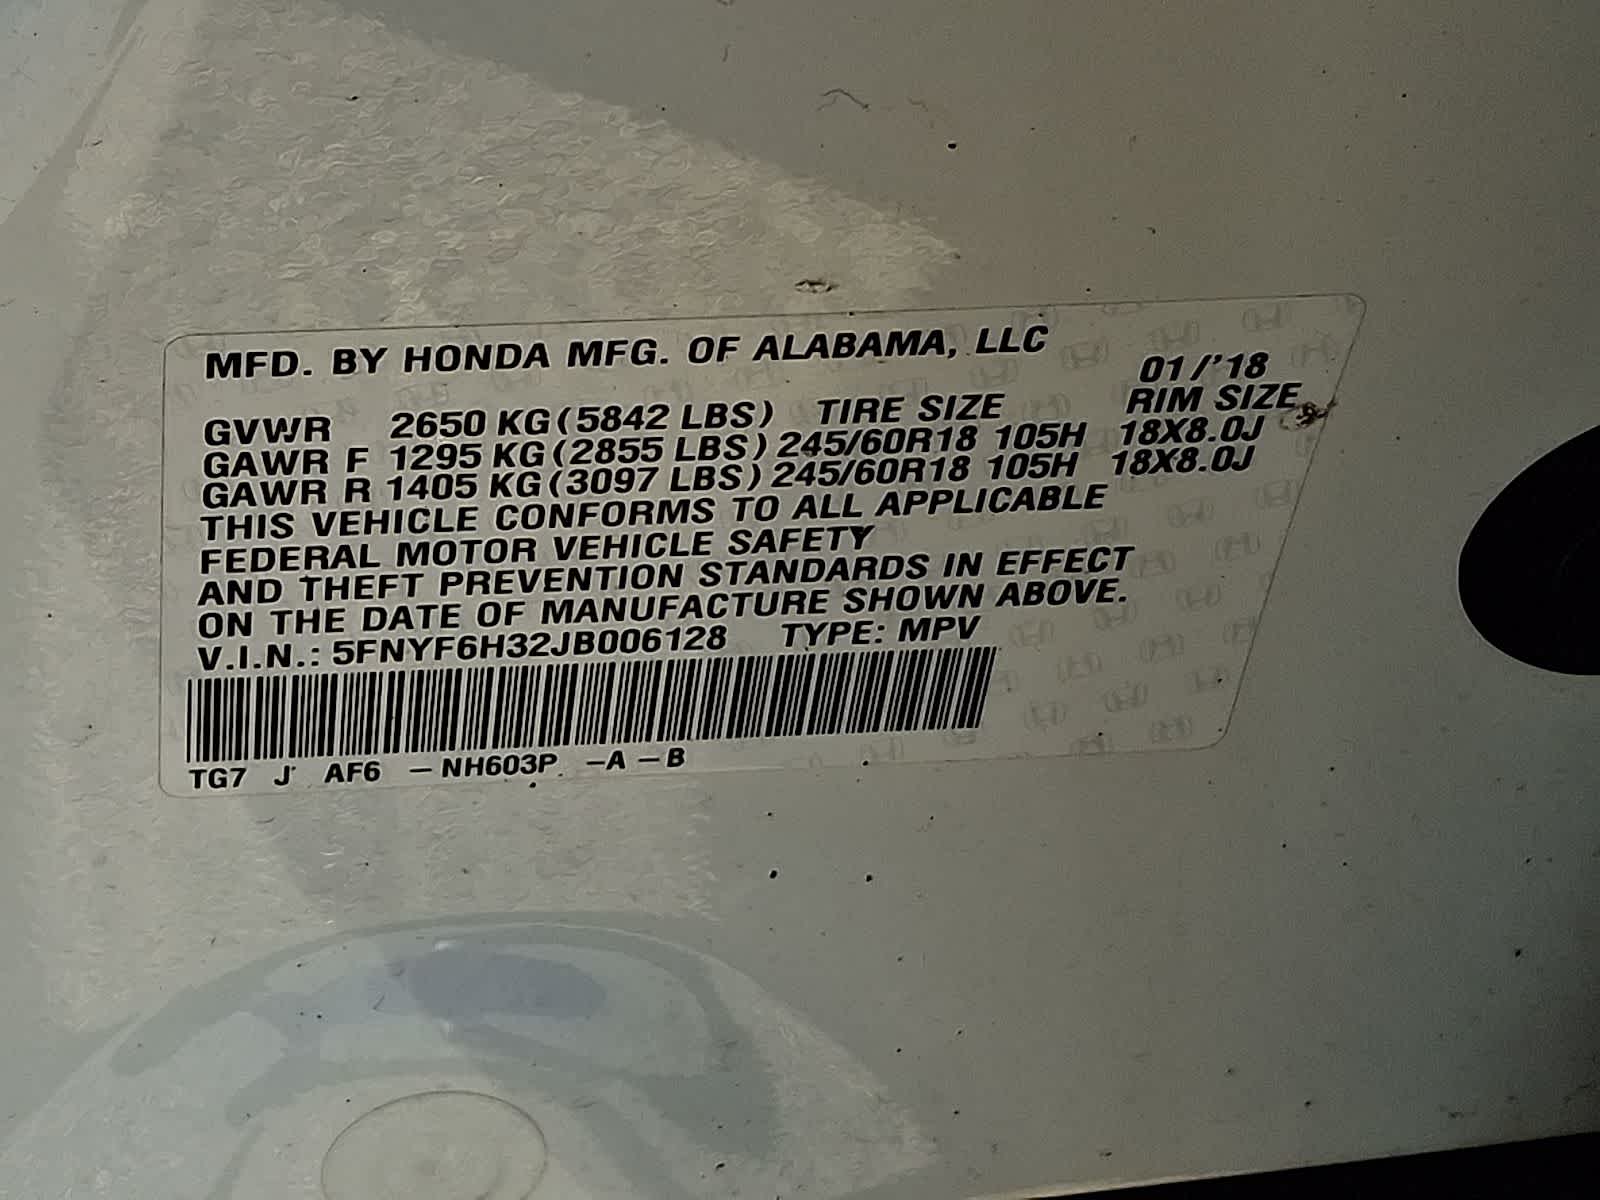 MFD. BY HONDA MFG. OF ALABAMA, LLC
01/'18
GVWR 2650 KG (5842 LBS) TIRE SIZE RIM SIZE
GAWR F 1295 KG (2855 LBS) 245/60R18 105H 18X8.0J
GAWR R 1405 KG (3097 LBS) 245/60R18 105H 18X8.0J
THIS VEHICLE CONFORMS TO ALL APPLICABLE
FEDERAL MOTOR VEHICLE SAFETY
AND THEFT PREVENTION STANDARDS IN EFFECT
ON THE DATE OF MANUFACTURE SHOWN ABOVE.
V.I.N.: 5FNYF6H32JB006128 TYPE: MPV
TG7 J AF6 – NH603P –A – B